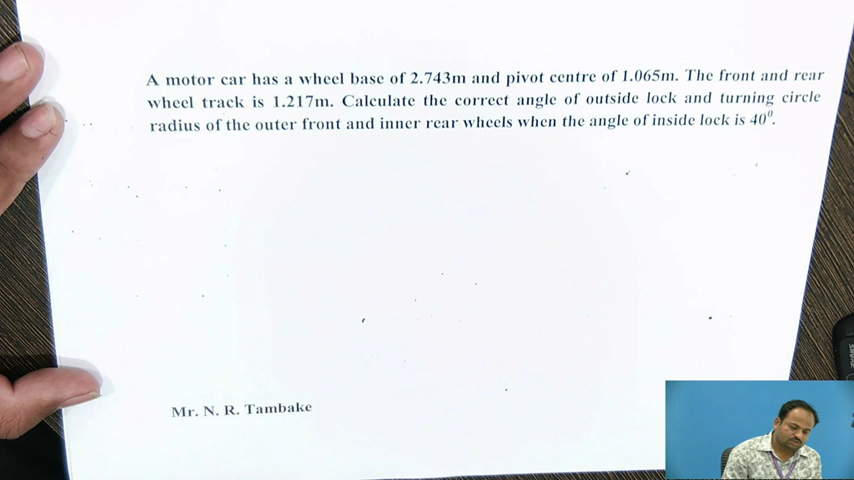 A motor car has a wheel base of 2.743m and pivot centre of 1.065m. The front and rear
wheel track is 1.217m. Calculate the correct angle of outside lock and turning circle
radius of the outer front and inner rear wheels when the angle of inside lock is 40⁰.
Mr. N. R. Tambake